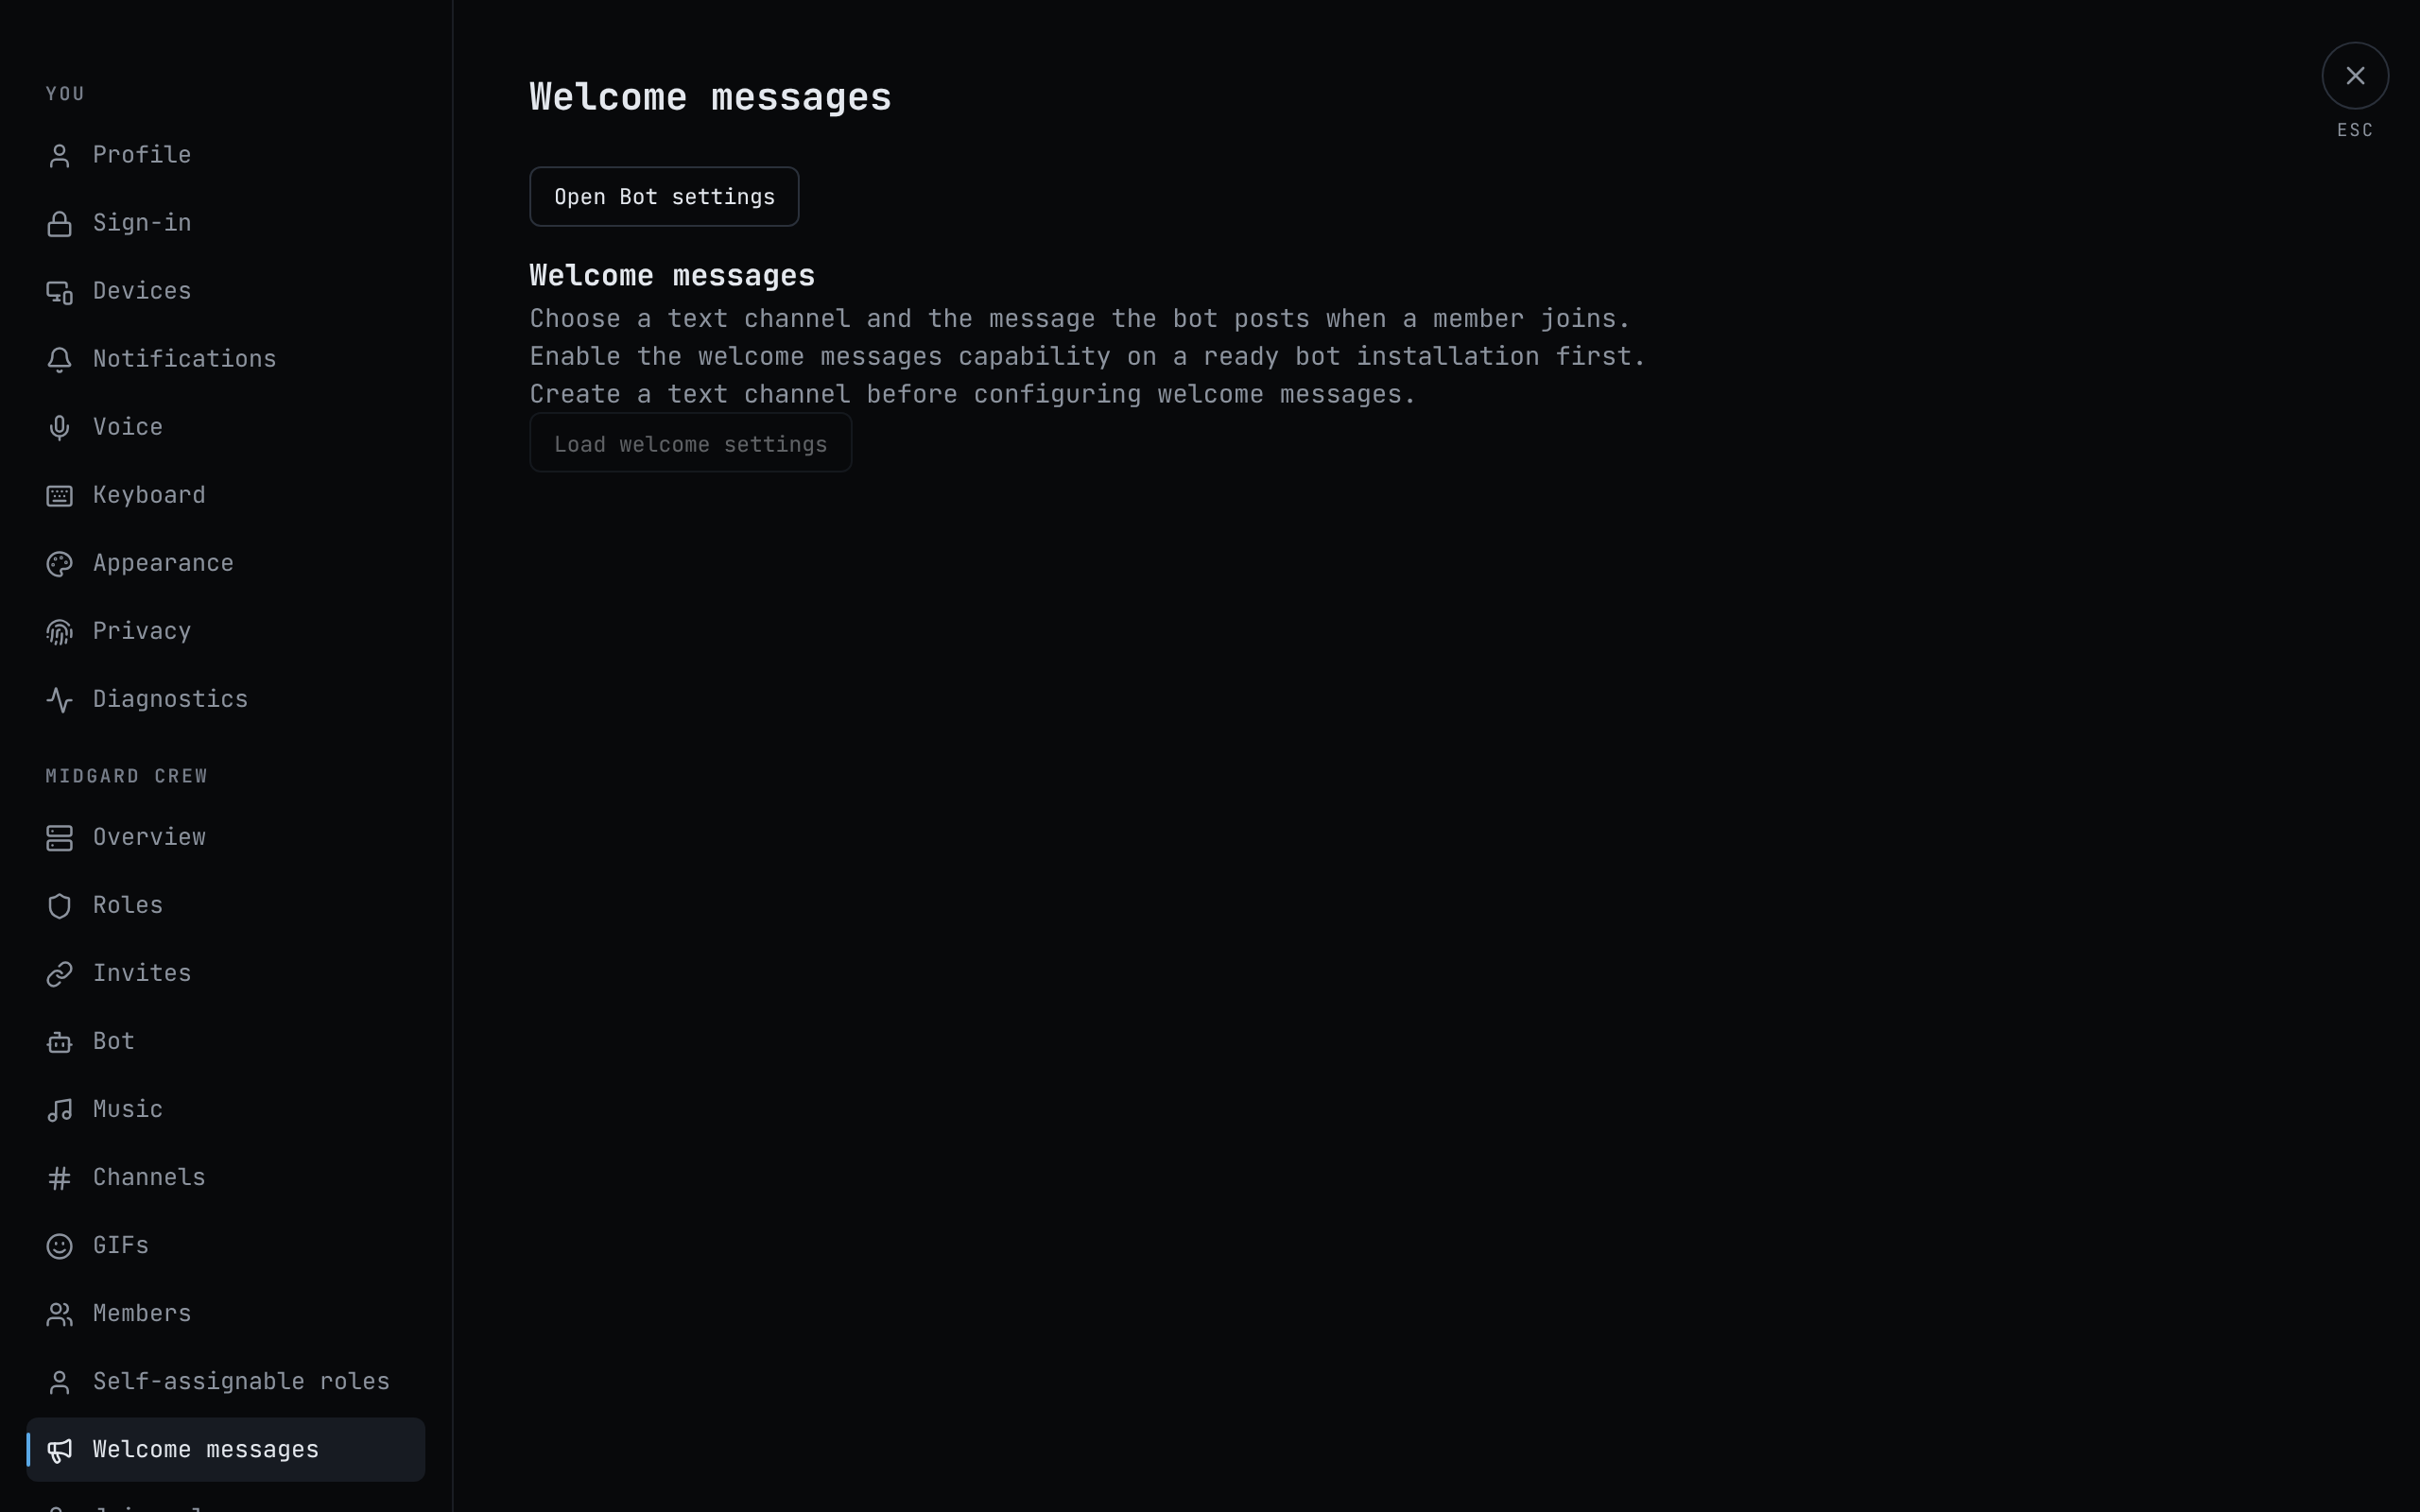 YOU
Profile
Sign-in
Devices
Notifications
Voice
Keyboard
Appearance
Privacy
Diagnostics
MIDGARD CREW
Overview
Roles
Invites
Bot
Music
Channels
GIFs
Members
Self-assignable roles
Welcome messages
Welcome messages
Open Bot settings
Welcome messages
Choose a text channel and the message the bot posts when a member joins.
Enable the welcome messages capability on a ready bot installation first.
Create a text channel before configuring welcome messages.
Load welcome settings
ESC